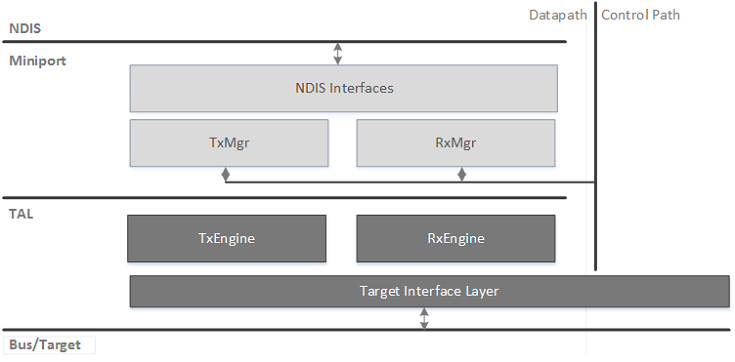 Datapath Control Path
NDIS
Miniport
NDIS Interfaces
TxMgr RxMgr
TAL
TxEngine RxEngine
Target Interface Layer
Bus/Target